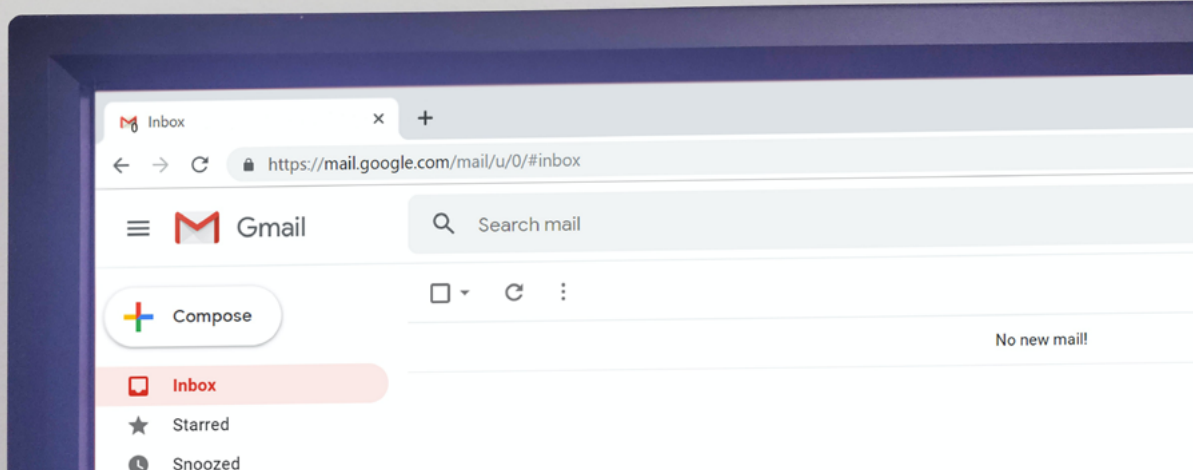 Inbox
https://mail.google.com/mail/u/0/#inbox
Gmail
Search mail
Compose
No new mail!
Inbox
Starred
Snoozed